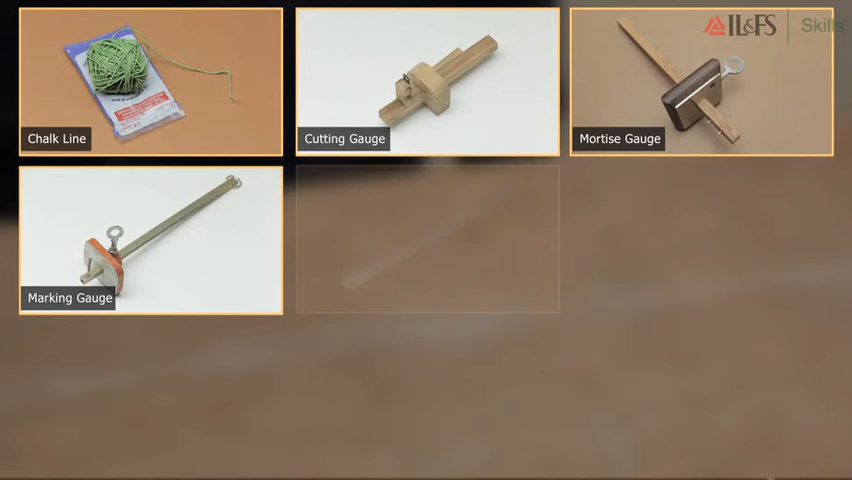 IL&FS
Skills
Chalk Line
Cutting Gauge
Mortise Gauge
Marking Gauge